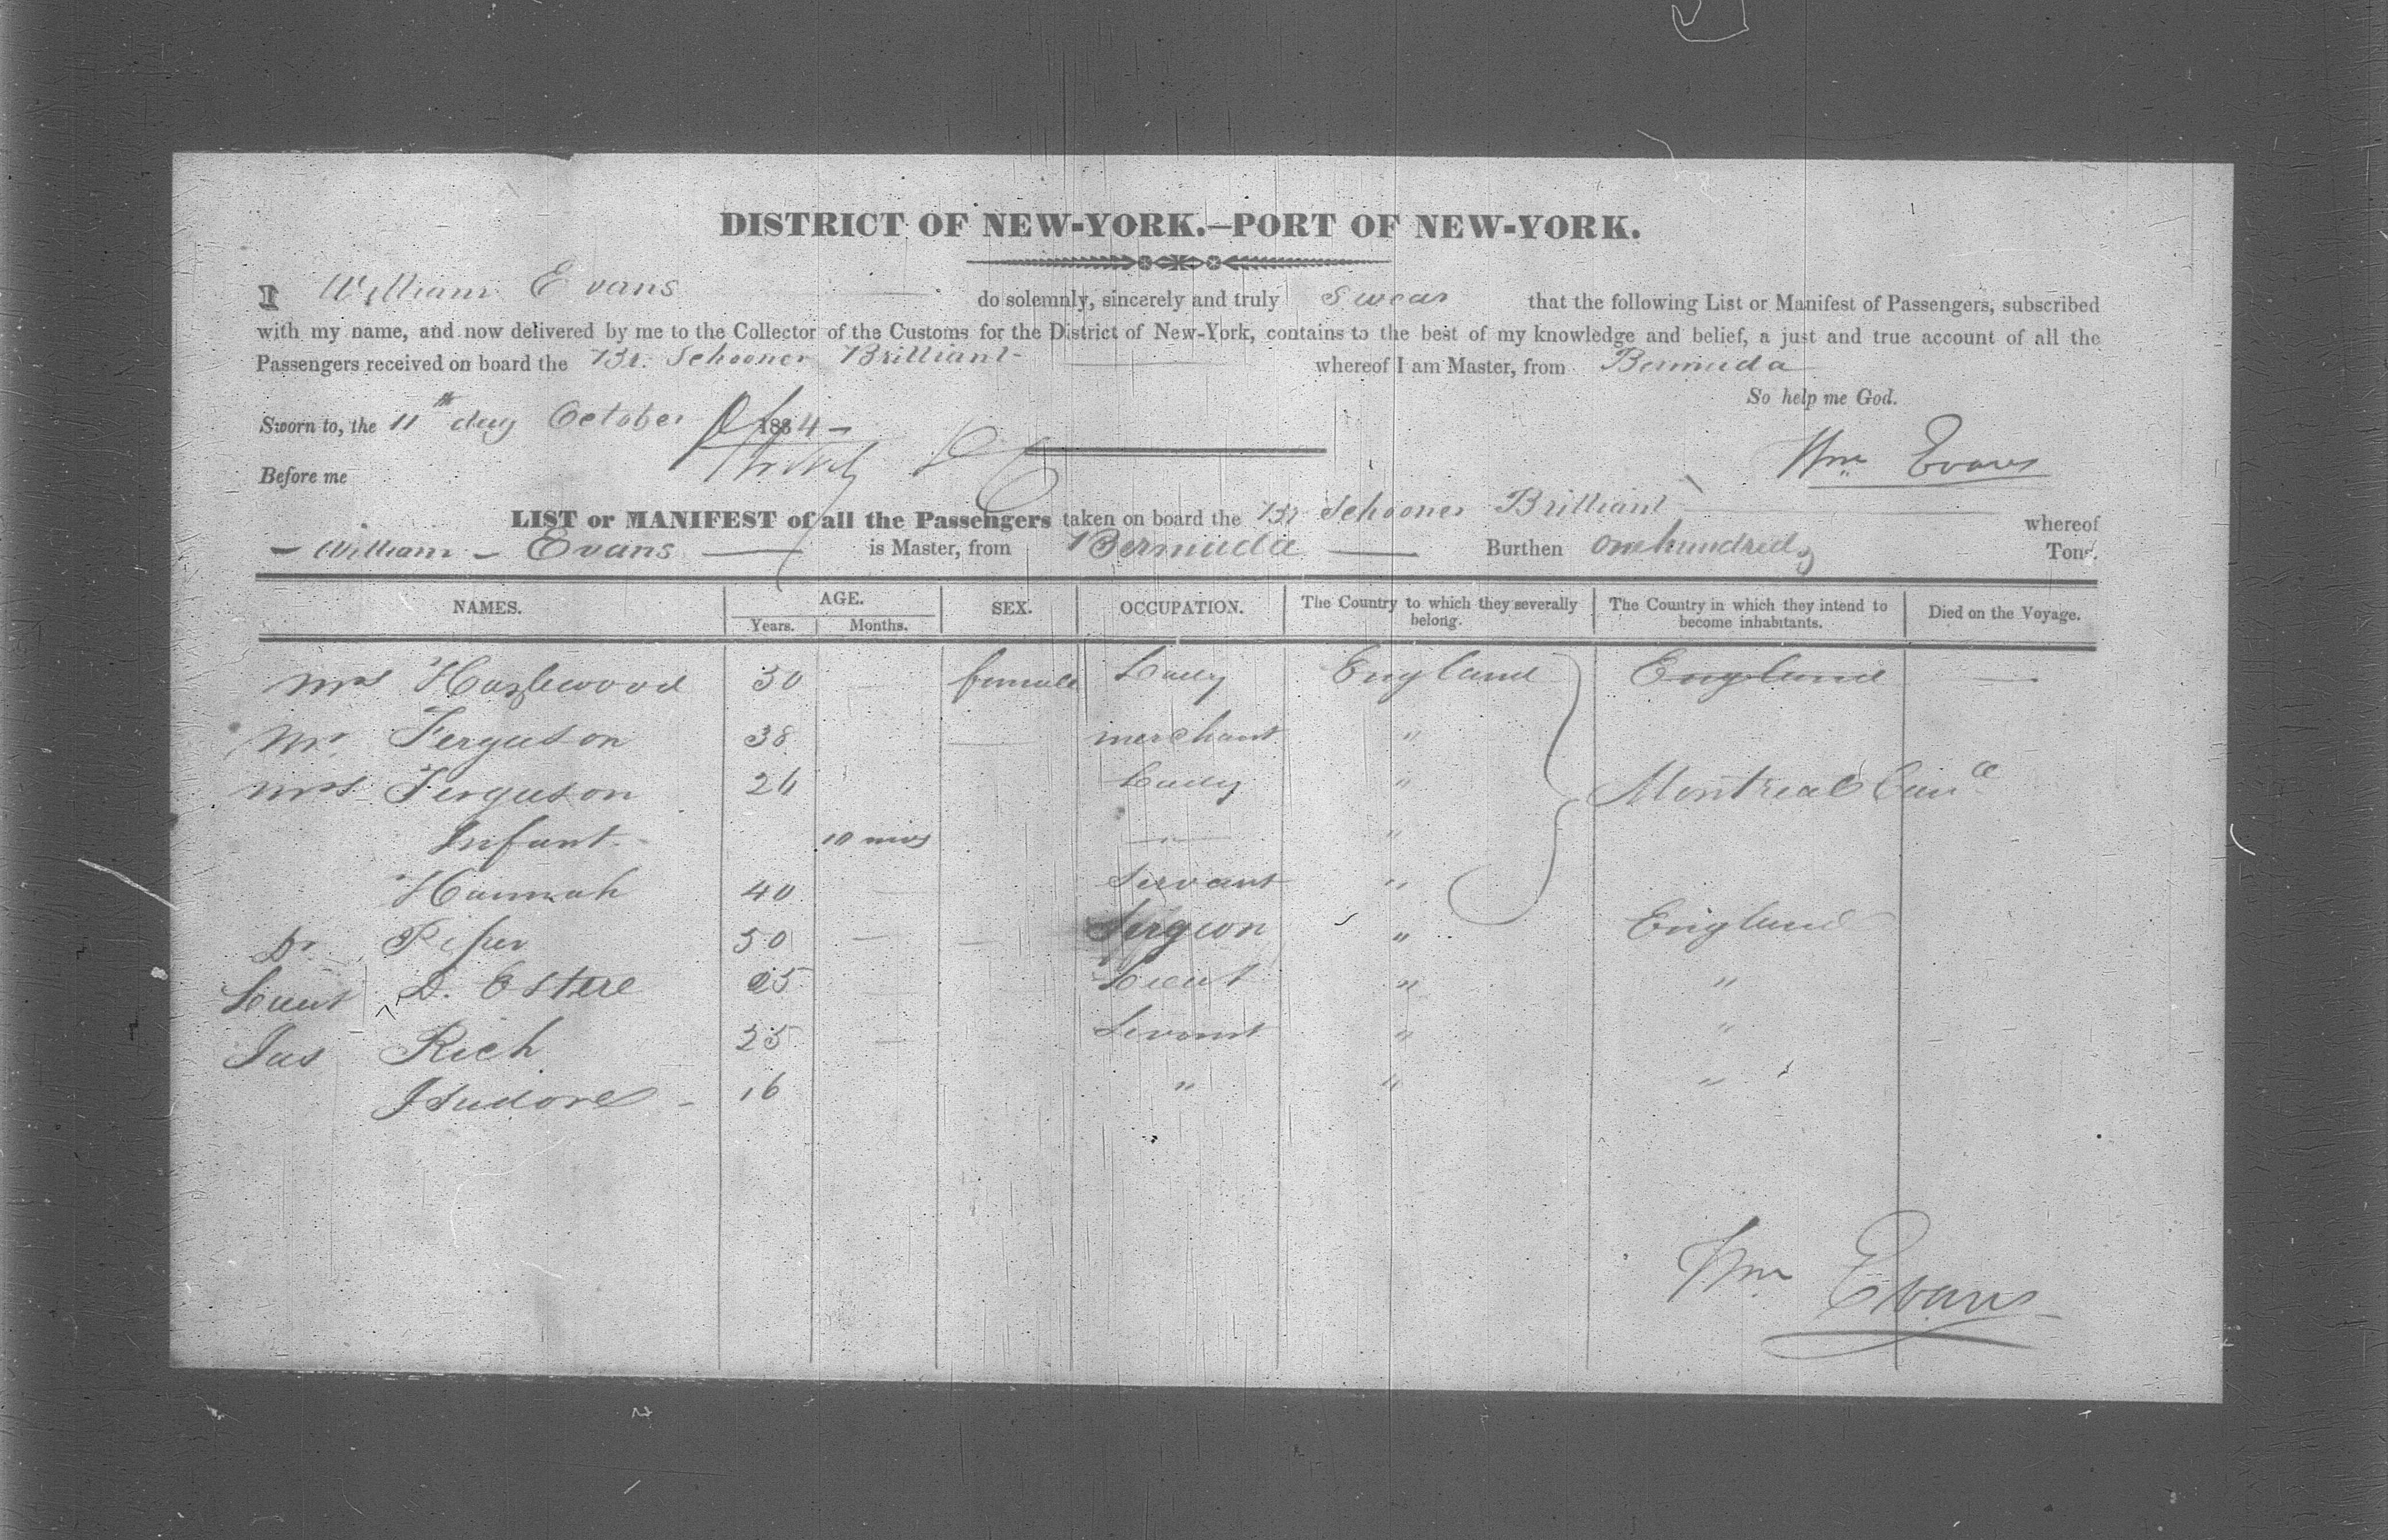 DISTRICT OF NEW-YORK.—PORT OF NEW-YORK.
I William Evans — do solemnly, sincerely and truly swear that the following List or Manifest of Passengers, subscribed
with my name, and now delivered by me to the Collector of the Customs for the District of New-York, contains to the best of my knowledge and belief, a just and true account of all the
Passengers received on board the Br. Schooner Brilliant — whereof I am Master, from Bermuda
So help me God.
Sworn to, the 11th day October 1834 —
Wm Evans
Before me
LIST or MANIFEST of all the Passengers taken on board the Br Schooner Brilliant — whereof
— William — Evans — is Master, from Bermuda — Burthen one hundred Tons.
NAMES. AGE. SEX. OCCUPATION. The Country to which they severally belong. The Country in which they intend to become inhabitants. Died on the Voyage.
Years. Months.
Mrs Hazlewood 30 — female Lady England England —
Mr Ferguson 38 — merchant "
Mrs Ferguson 26 Lady " Montreal
Infant 10 mos — "
Hannah 40 — Servant "
Dr Piper 50 — — Surgeon " England
Lieut D. 25 Lieut " "
Jas Rich 25 — Servant " "
16 " " "
Wm Evans